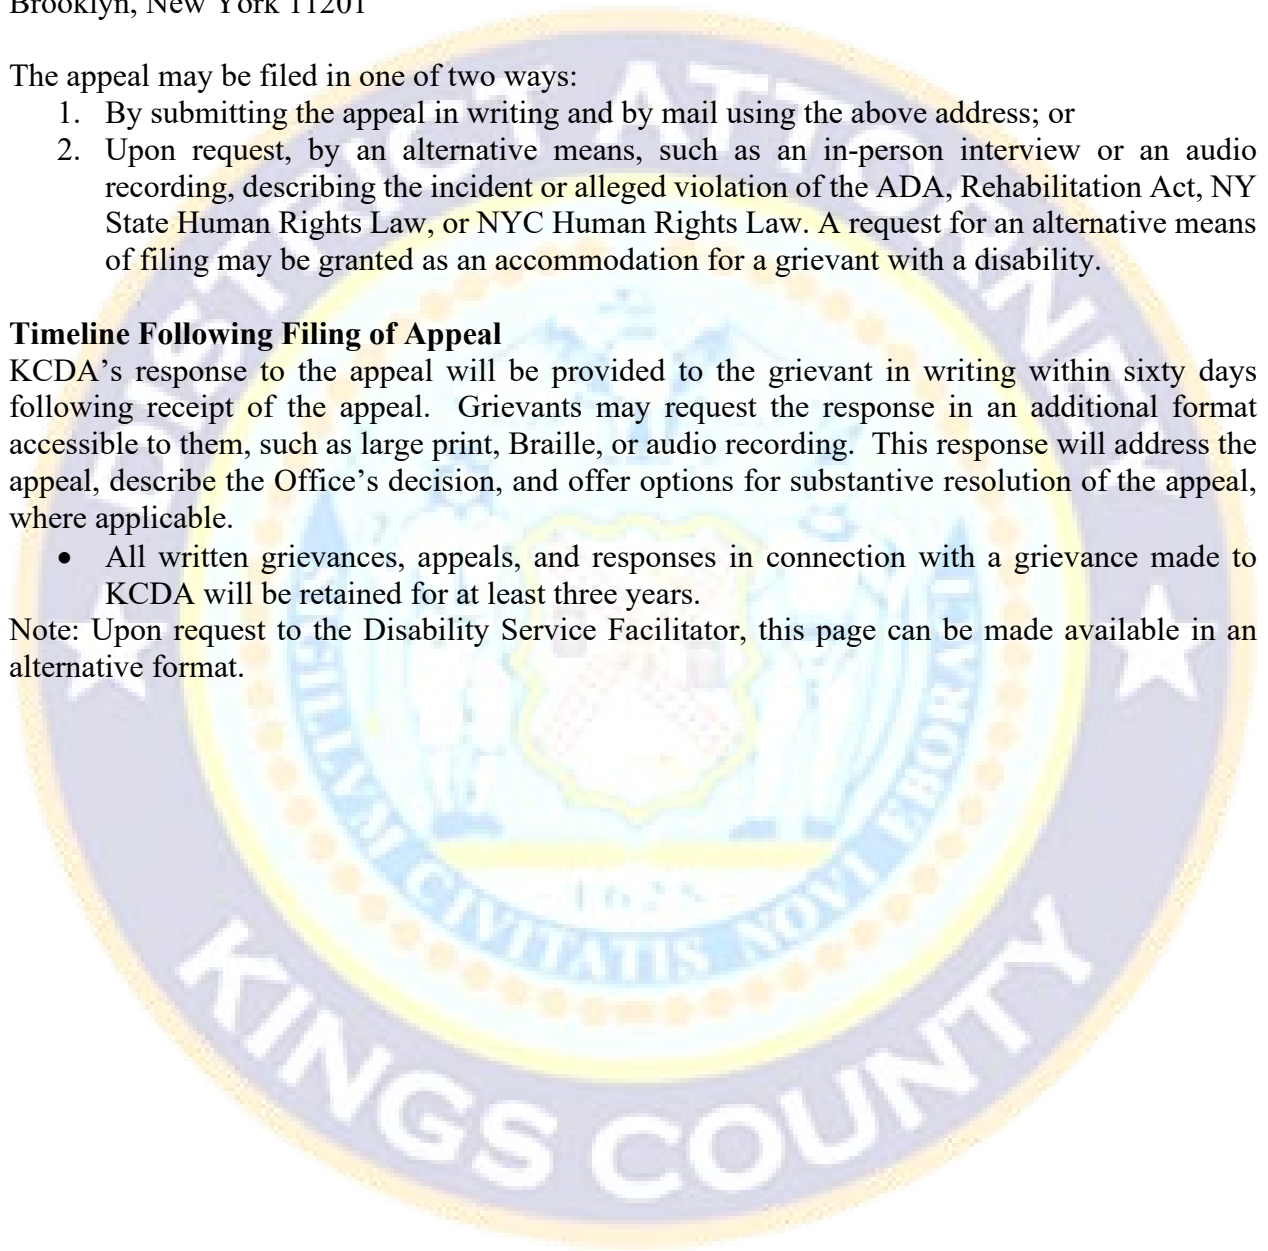 Brooklyn, New York 11201
The appeal may be filed in one of two ways:
1. By submitting the appeal in writing and by mail using the above address; or
2. Upon request, by an alternative means, such as an in-person interview or an audio
recording, describing the incident or alleged violation of the ADA, Rehabilitation Act, NY
State Human Rights Law, or NYC Human Rights Law. A request for an alternative means
of filing may be granted as an accommodation for a grievant with a disability.
Timeline Following Filing of Appeal
KCDA’s response to the appeal will be provided to the grievant in writing within sixty days
following receipt of the appeal.  Grievants may request the response in an additional format
accessible to them, such as large print, Braille, or audio recording.  This response will address the
appeal, describe the Office’s decision, and offer options for substantive resolution of the appeal,
where applicable.
• All written grievances, appeals, and responses in connection with a grievance made to
KCDA will be retained for at least three years.
Note: Upon request to the Disability Service Facilitator, this page can be made available in an
alternative format.
DISTRICT ATTORNEY
SIGILLVM CIVITATIS NOVI EBORACI
KINGS COUNTY